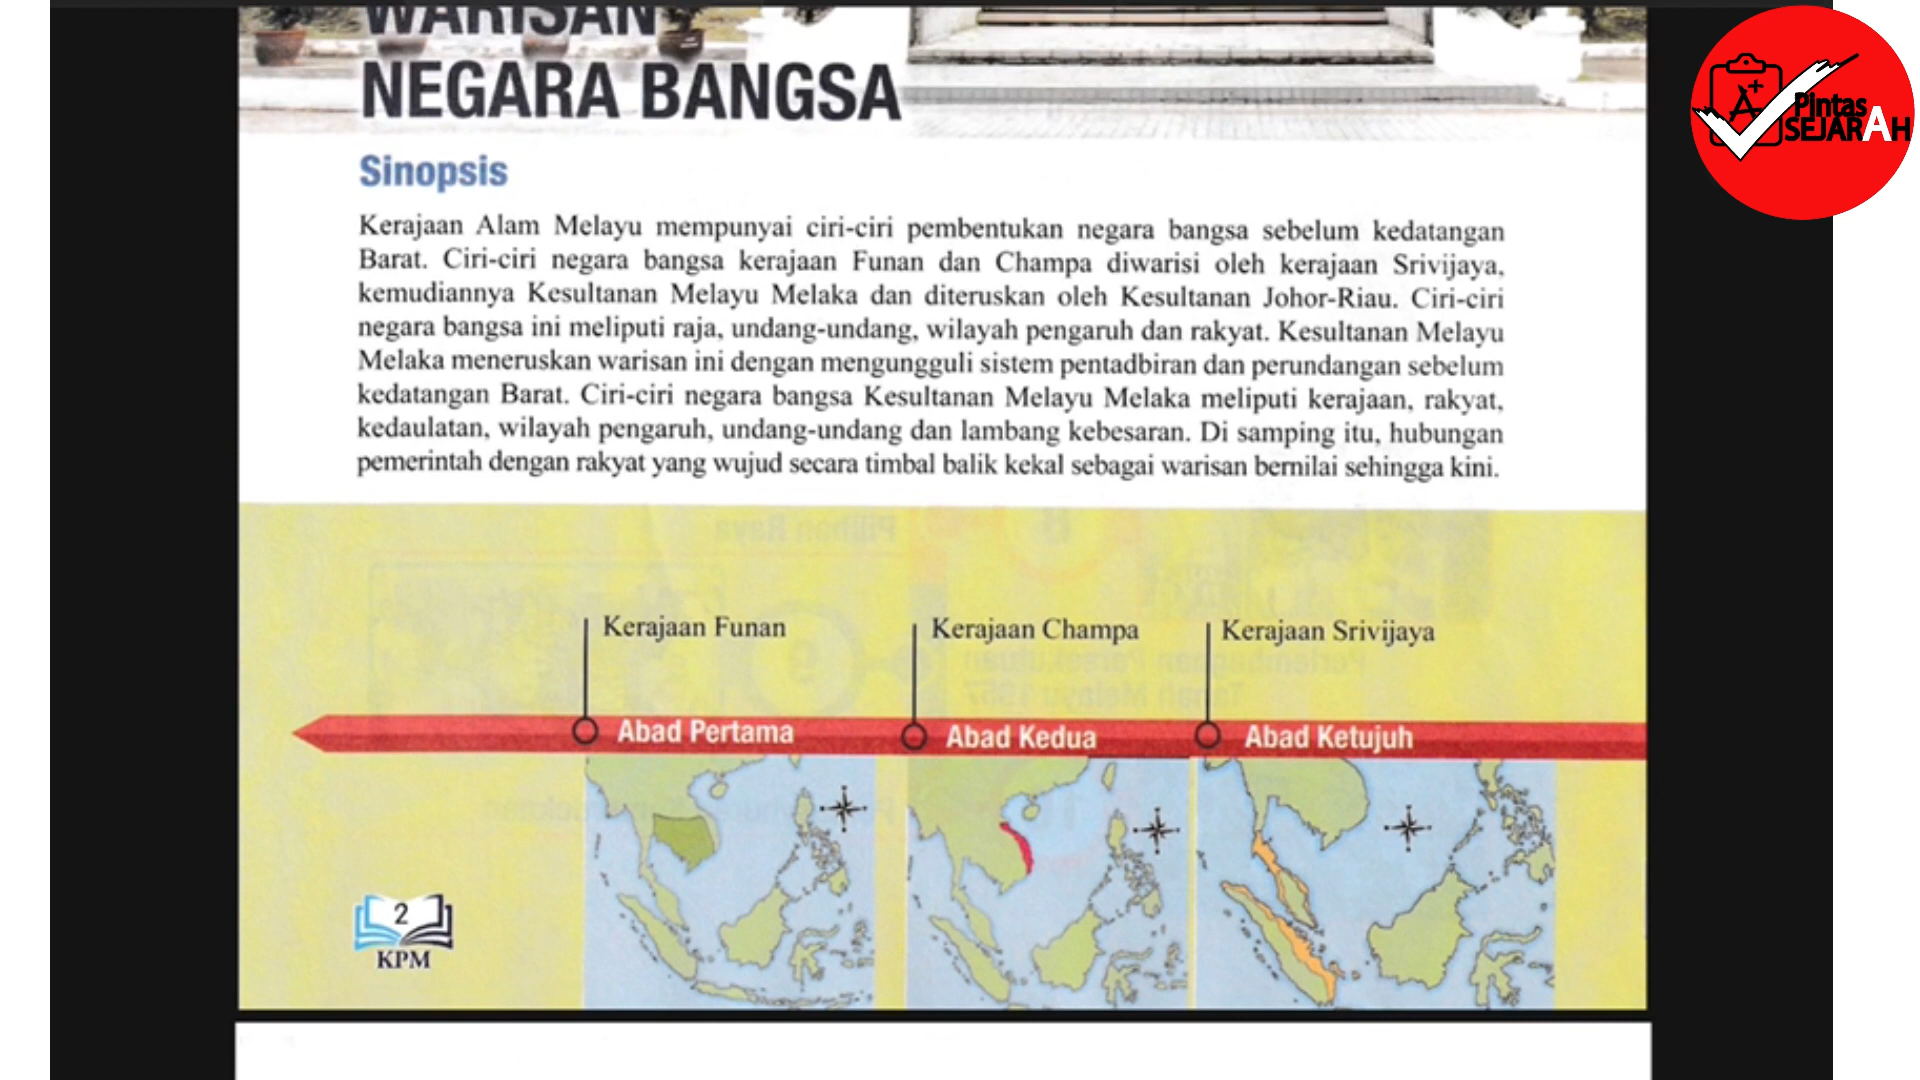 WARISAN
NEGARA BANGSA
Pintas
SEJARAH
A+
Sinopsis
Kerajaan Alam Melayu mempunyai ciri-ciri pembentukan negara bangsa sebelum kedatangan
Barat. Ciri-ciri negara bangsa kerajaan Funan dan Champa diwarisi oleh kerajaan Srivijaya,
kemudiannya Kesultanan Melayu Melaka dan diteruskan oleh Kesultanan Johor-Riau. Ciri-ciri
negara bangsa ini meliputi raja, undang-undang, wilayah pengaruh dan rakyat. Kesultanan Melayu
Melaka meneruskan warisan ini dengan mengungguli sistem pentadbiran dan perundangan sebelum
kedatangan Barat. Ciri-ciri negara bangsa Kesultanan Melayu Melaka meliputi kerajaan, rakyat,
kedaulatan, wilayah pengaruh, undang-undang dan lambang kebesaran. Di samping itu, hubungan
pemerintah dengan rakyat yang wujud secara timbal balik kekal sebagai warisan bernilai sehingga kini.
Kerajaan Funan
Kerajaan Champa
Kerajaan Srivijaya
Abad Pertama
Abad Kedua
Abad Ketujuh
2
KPM